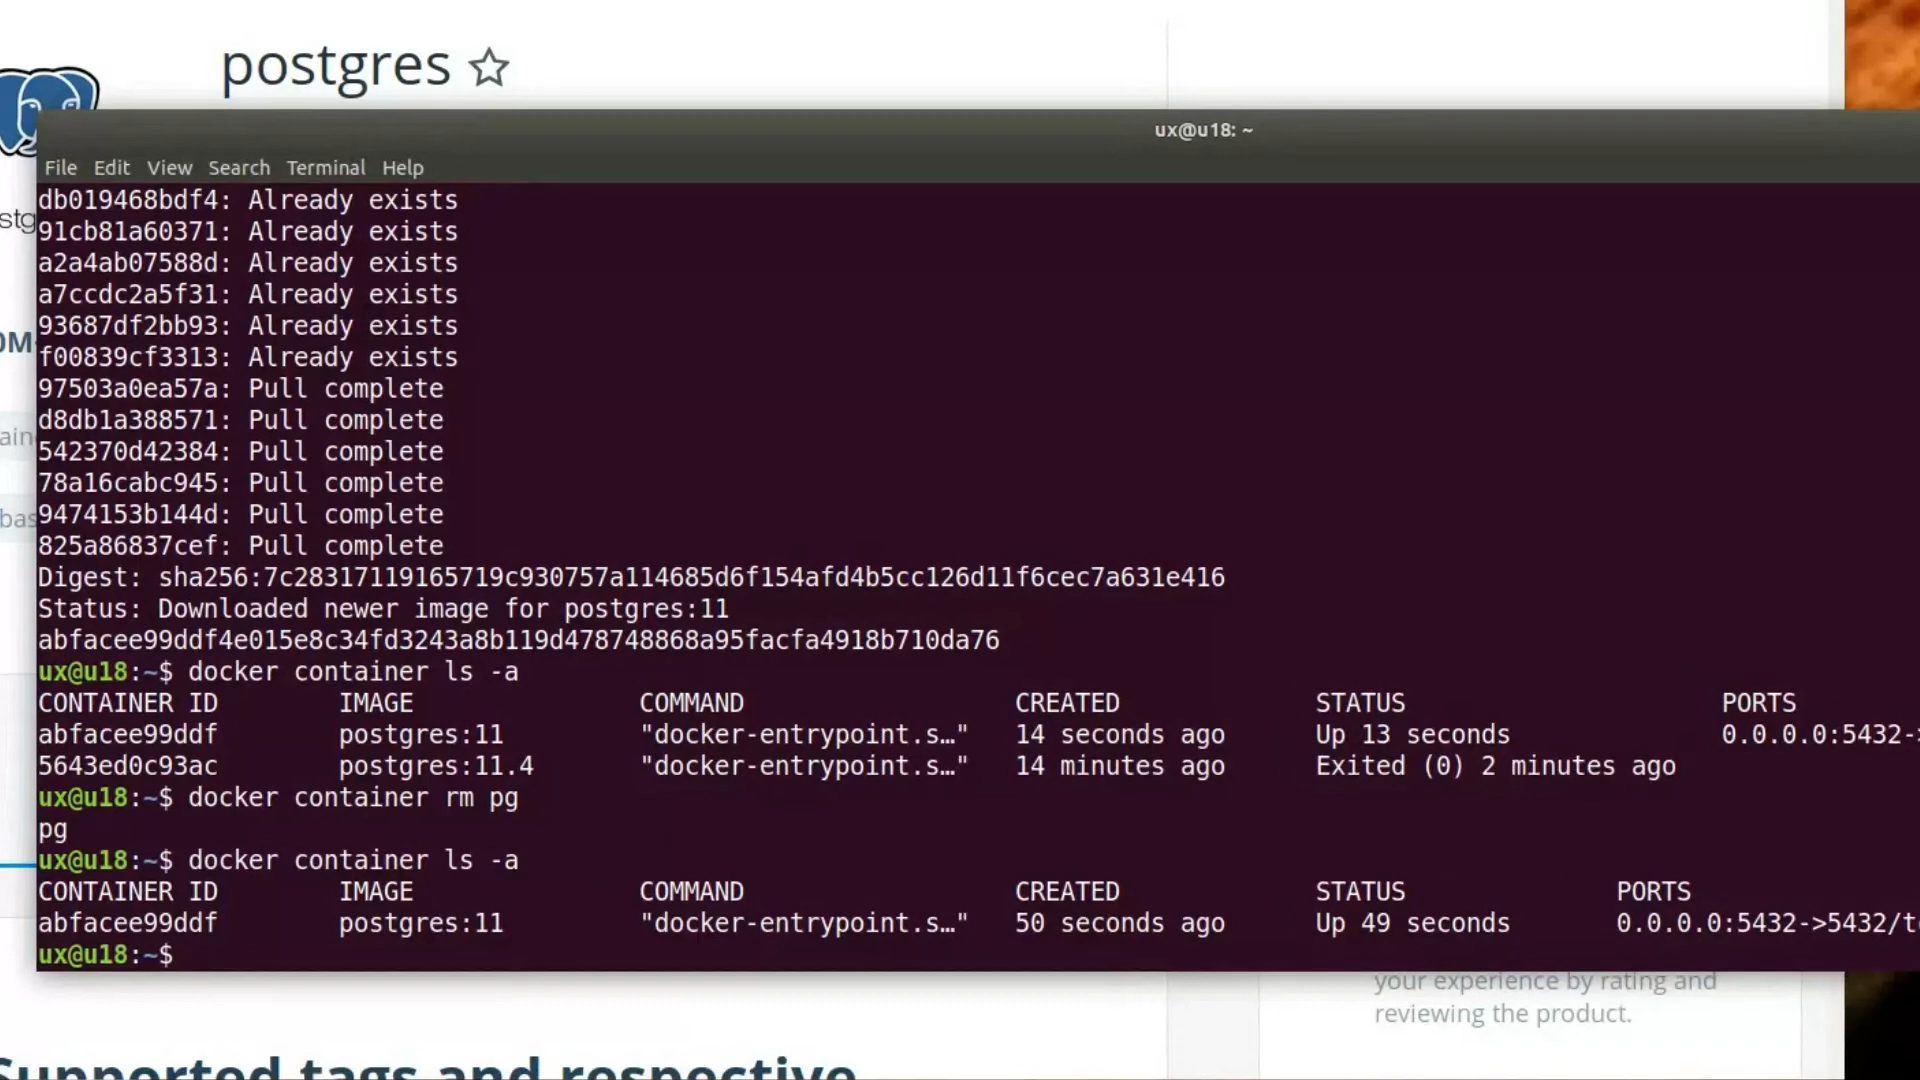 postgres
ux@u18: ~
File Edit View Search Terminal Help
db019468bdf4: Already exists
91cb81a60371: Already exists
a2a4ab07588d: Already exists
a7ccdc2a5f31: Already exists
93687df2bb93: Already exists
f00839cf3313: Already exists
97503a0ea57a: Pull complete
d8db1a388571: Pull complete
542370d42384: Pull complete
78a16cabc945: Pull complete
9474153b144d: Pull complete
825a86837cef: Pull complete
Digest: sha256:7c28317119165719c930757a114685d6f154afd4b5cc126d11f6cec7a631e416
Status: Downloaded newer image for postgres:11
abfacee99ddf4e015e8c34fd3243a8b119d478748868a95facfa4918b710da76
ux@u18:~$ docker container ls -a
CONTAINER ID IMAGE COMMAND CREATED STATUS PORTS
abfacee99ddf postgres:11 "docker-entrypoint.s…" 14 seconds ago Up 13 seconds 0.0.0.0:5432->
5643ed0c93ac postgres:11.4 "docker-entrypoint.s…" 14 minutes ago Exited (0) 2 minutes ago
ux@u18:~$ docker container rm pg
pg
ux@u18:~$ docker container ls -a
CONTAINER ID IMAGE COMMAND CREATED STATUS PORTS
abfacee99ddf postgres:11 "docker-entrypoint.s…" 50 seconds ago Up 49 seconds 0.0.0.0:5432->5432/t
ux@u18:~$
your experience by rating and
reviewing the product.
Supported tags and respective